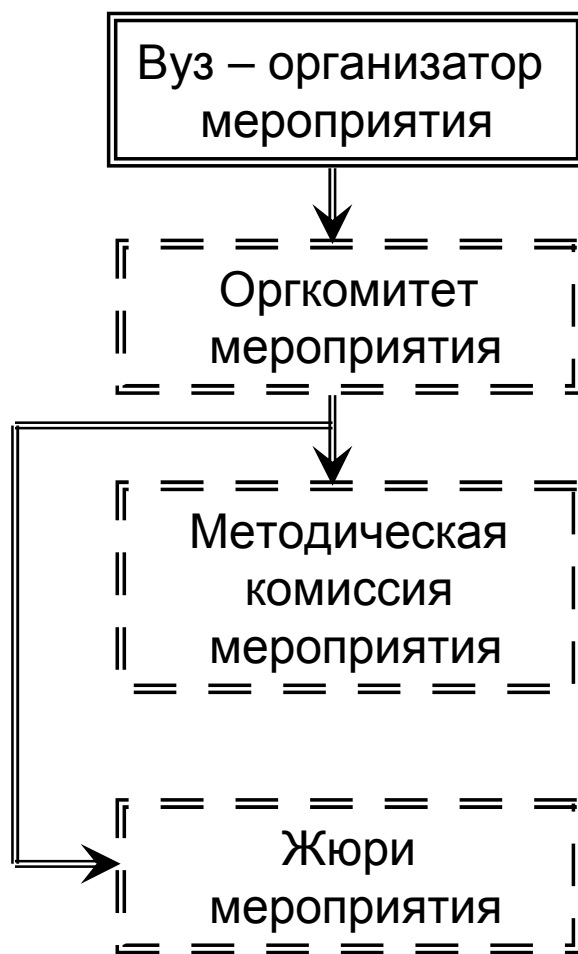 Вуз – организатор
мероприятия
Оргкомитет
мероприятия
Методическая
комиссия
мероприятия
Жюри
мероприятия